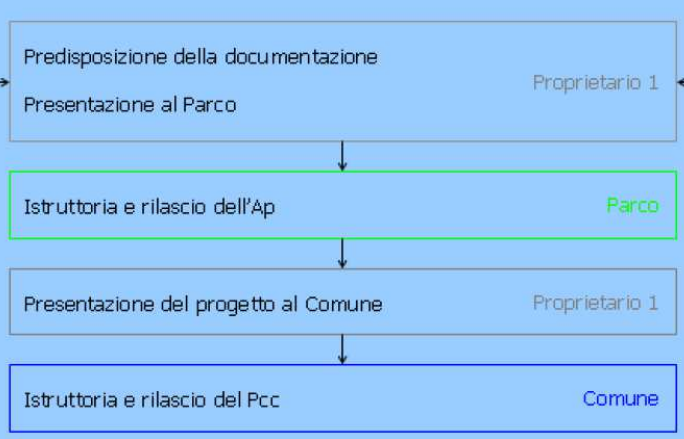 Predisposizione della documentazione
Proprietario 1
Presentazione al Parco
Istruttoria e rilascio dell'Ap Parco
Presentazione del progetto al Comune Proprietario 1
Istruttoria e rilascio del Pcc Comune